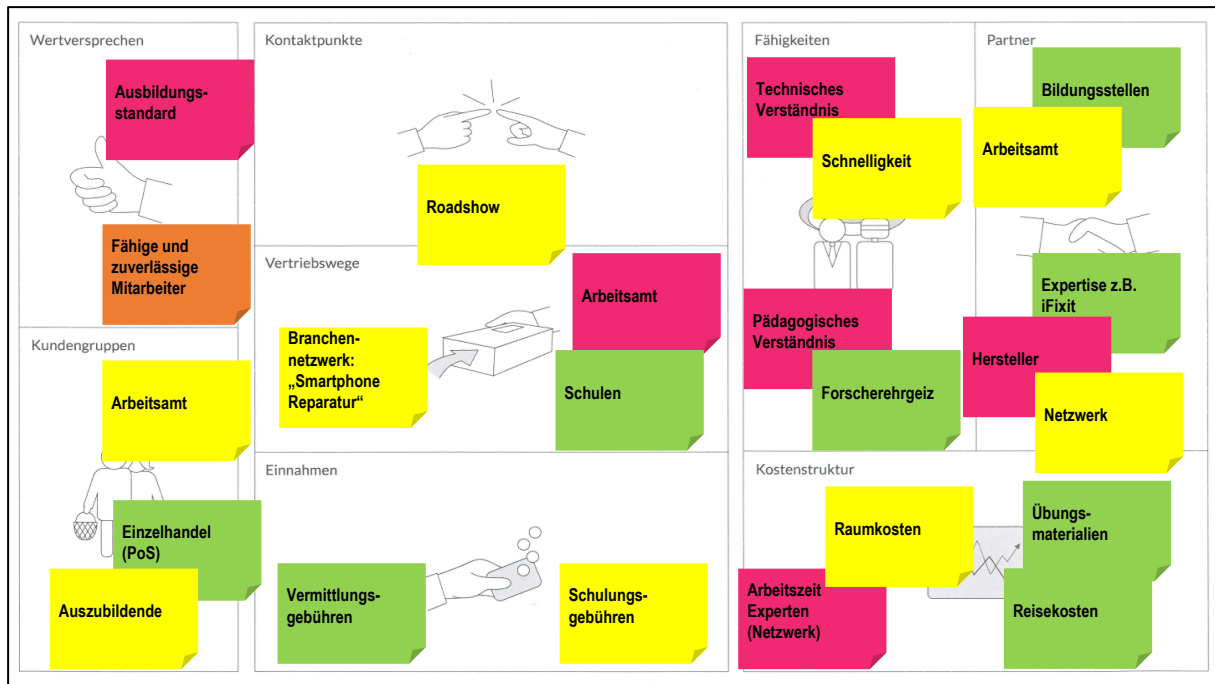 Wertversprechen
Ausbildungs-
standard
Fähige und
zuverlässige
Mitarbeiter
Kundengruppen
Arbeitsamt
Einzelhandel
(PoS)
Auszubildende
Kontaktpunkte
Roadshow
Vertriebswege
Arbeitsamt
Branchen-
netzwerk:
„Smartphone
Reparatur“
Schulen
Einnahmen
Vermittlungs-
gebühren
Schulungs-
gebühren
Fähigkeiten
Technisches
Verständnis
Schnelligkeit
Pädagogisches
Verständnis
Forscherehrgeiz
Partner
Bildungsstellen
Arbeitsamt
Expertise z.B.
iFixit
Hersteller
Netzwerk
Kostenstruktur
Raumkosten
Übungs-
materialien
Arbeitszeit
Experten
(Netzwerk)
Reisekosten